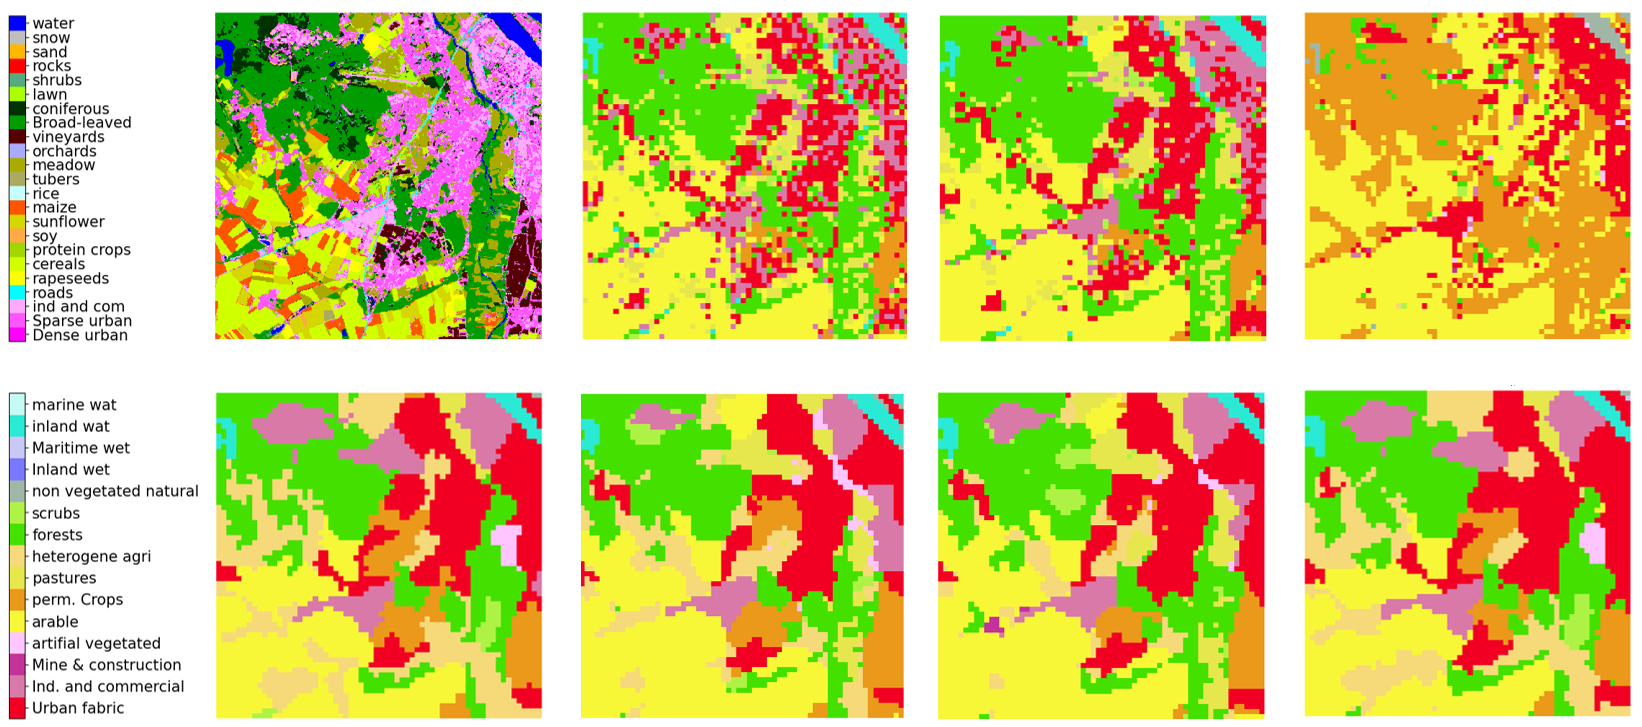 water
snow
sand
rocks
shrubs
lawn
coniferous
Broad-leaved
vineyards
orchards
meadow
tubers
rice
maize
sunflower
soy
protein crops
cereals
rapeseeds
roads
ind and com
Sparse urban
Dense urban
marine wat
inland wat
Maritime wet
Inland wet
non vegetated natural
scrubs
forests
heterogene agri
pastures
perm. Crops
arable
artifial vegetated
Mine & construction
Ind. and commercial
Urban fabric